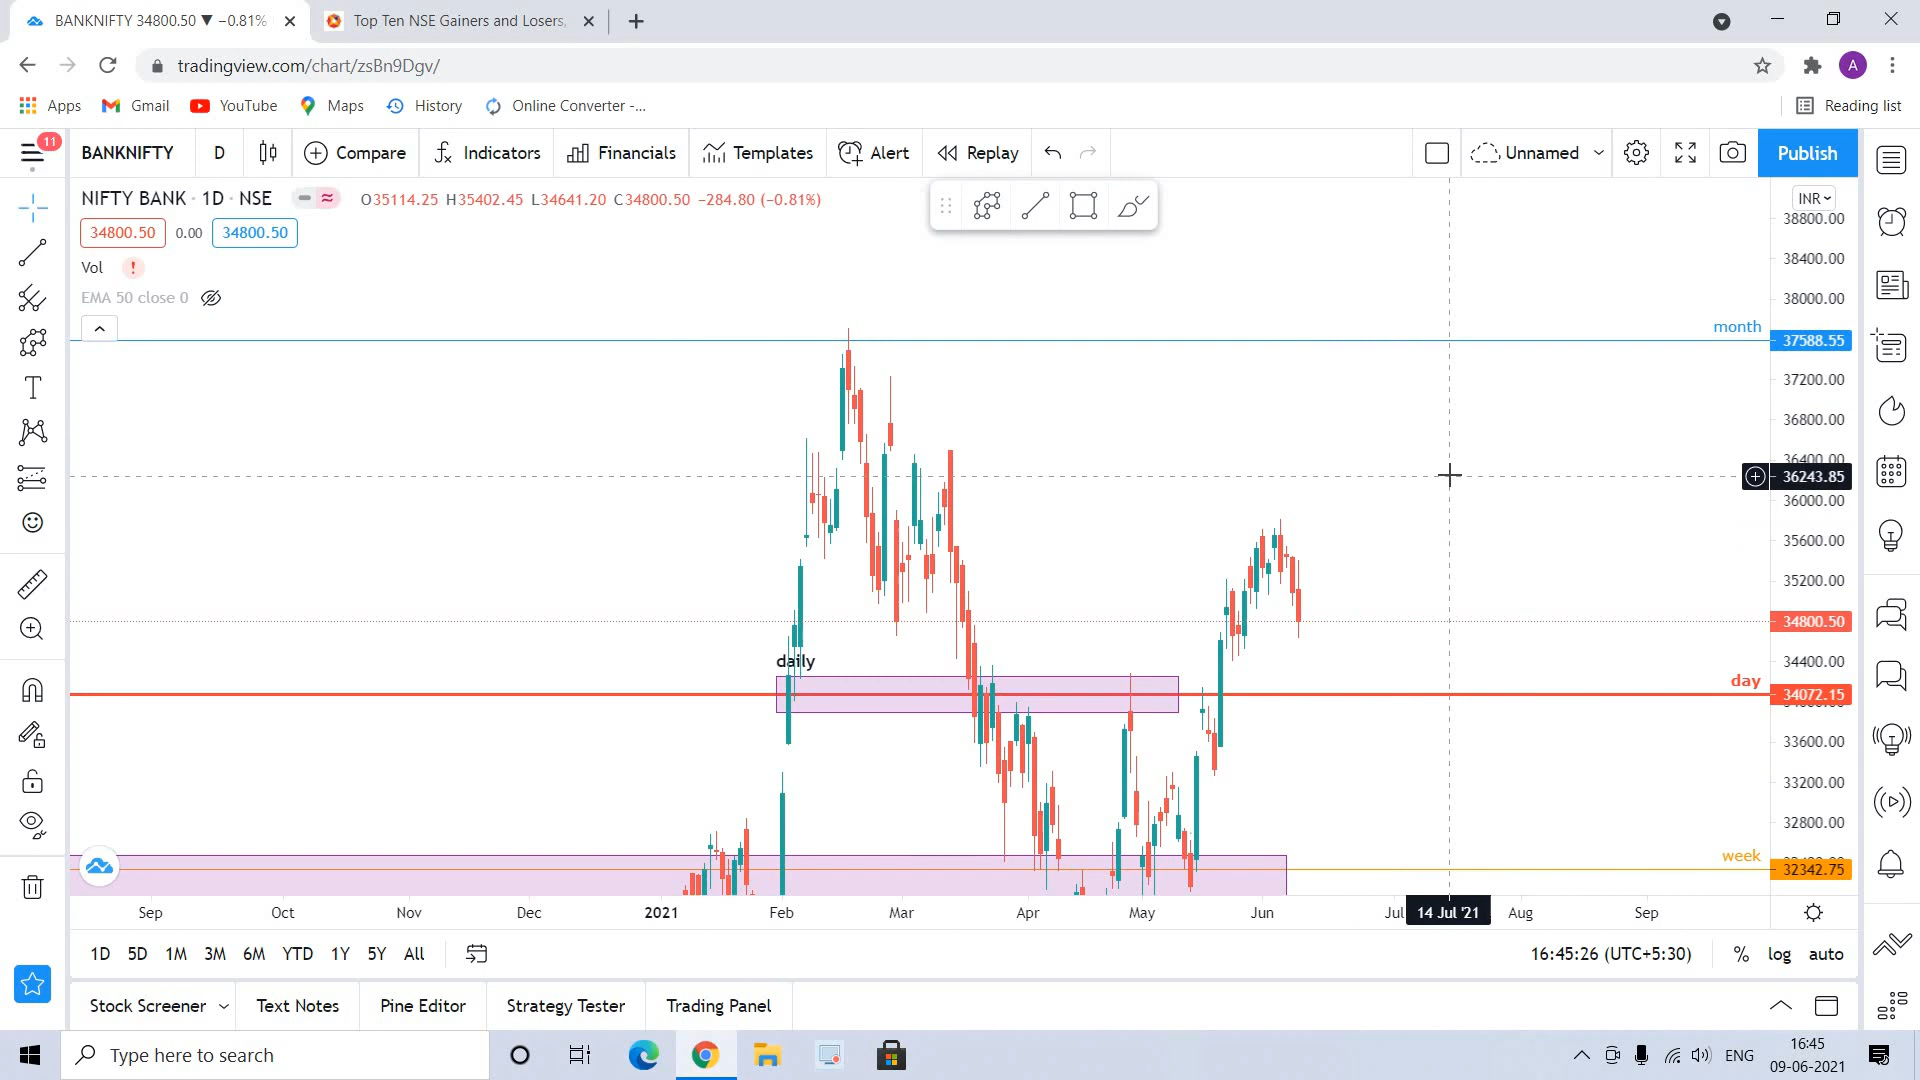 BANKNIFTY 34800.50 ▼ −0.81%
Top Ten NSE Gainers and Losers,
tradingview.com/chart/zsBn9Dgv/
A
Apps Gmail YouTube Maps History Online Converter -... Reading list
11
BANKNIFTY D Compare Indicators Financials Templates Alert Replay Unnamed Publish
NIFTY BANK · 1D · NSE O35114.25 H35402.45 L34641.20 C34800.50 −284.80 (−0.81%)
INR
34800.50 0.00 34800.50
Vol !
EMA 50 close 0
38800.00
38400.00
38000.00
month 37588.55
37200.00
36800.00
36400.00
36243.85
36000.00
35600.00
35200.00
34800.50
daily
34400.00
day 34072.15
33600.00
33200.00
32800.00
week 32342.75
Sep Oct Nov Dec 2021 Feb Mar Apr May Jun Jul 14 Jul '21 Aug Sep
1D 5D 1M 3M 6M YTD 1Y 5Y All 16:45:26 (UTC+5:30) % log auto
Stock Screener Text Notes Pine Editor Strategy Tester Trading Panel
Type here to search
ENG
16:45
09-06-2021